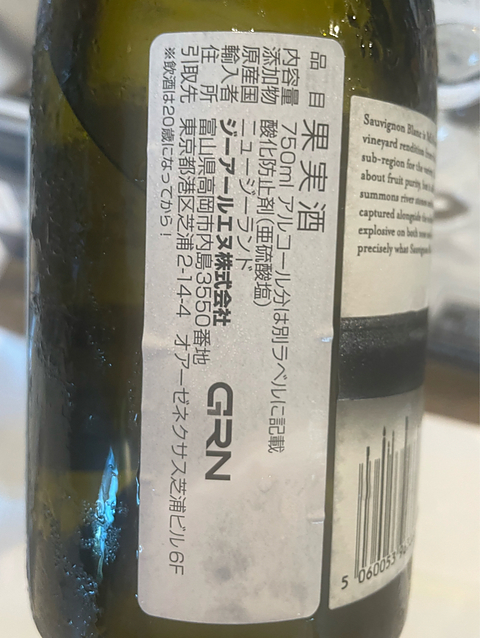 品目 果実酒
内容量 750ml アルコール分は別ラベルに記載
添加物 酸化防止剤(亜硫酸塩)
原産国 ニュージーランド
輸入者 ジーアールエヌ株式会社
住所 富山県高岡市内島3550番地
引取先 東京都港区芝浦2-14-4 オアーゼネクサス芝浦ビル6F
※飲酒は20歳になってから!
GRN
Sauvignon Blanc is
vineyard rendition
sub-region for the
about fruit purity,
summons river stones
captured alongside the
explosive on both
precisely what Sauvignon
5 060053